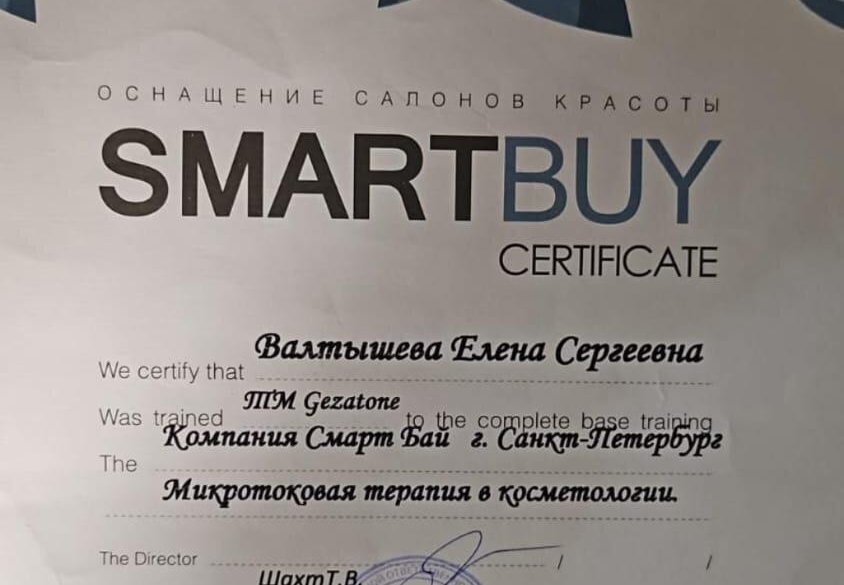 ОСНАЩЕНИЕ САЛОНОВ КРАСОТЫ
SMARTBUY
CERTIFICATE
We certify that Валтышева Елена Сергеевна
Was trained ТМ Gezatone to the complete base training
The Компания Смарт Бай г. Санкт-Петербург
Микротоковая терапия в косметологии.
The Director / /
Шахт Т.В.